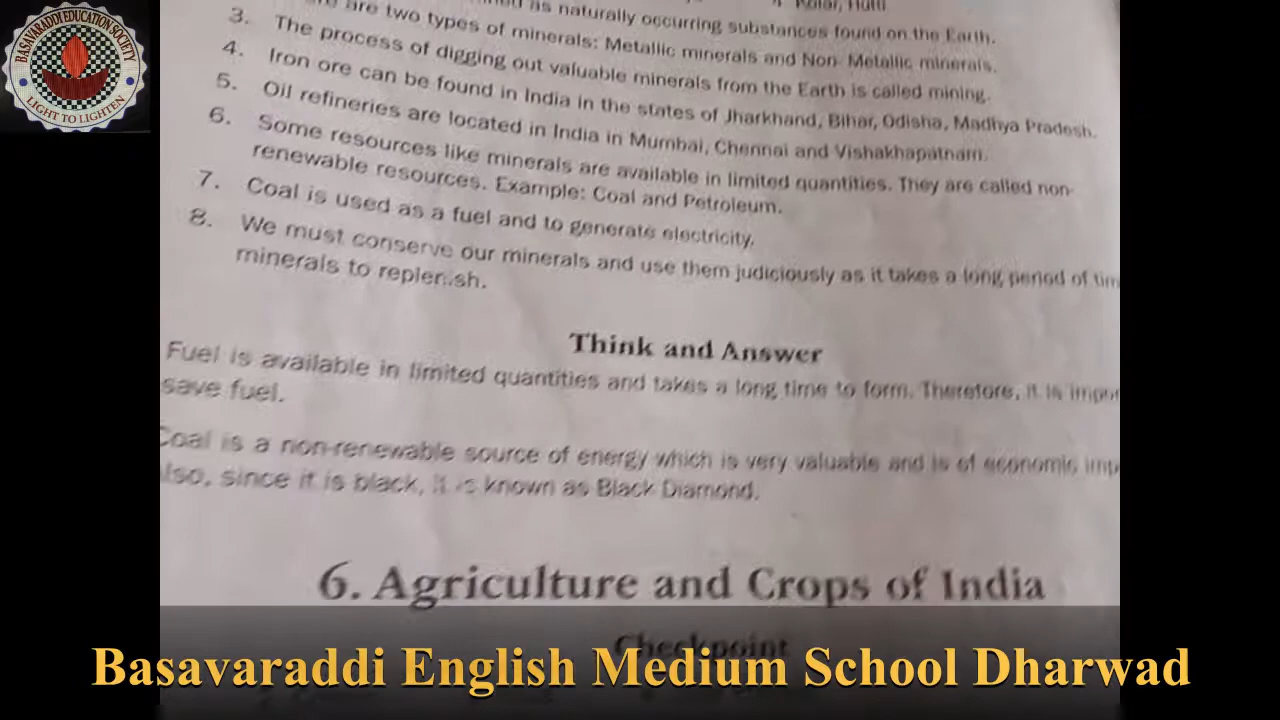 BASAVARADDI EDUCATION SOCIETY
LIGHT TO LIGHTEN
4 Kolar, Hutti
as naturally occurring substances found on the Earth.
3. are two types of minerals: Metallic minerals and Non- Metallic minerals.
4. The process of digging out valuable minerals from the Earth is called mining.
5. Iron ore can be found in India in the states of Jharkhand, Bihar, Odisha, Madhya Pradesh.
6. Oil refineries are located in India in Mumbai, Chennai and Vishakhapatnam.
Some resources like minerals are available in limited quantities. They are called non-
renewable resources. Example: Coal and Petroleum.
7. Coal is used as a fuel and to generate electricity.
8. We must conserve our minerals and use them judiciously as it takes a long period of
minerals to replenish.
Think and Answer
Fuel is available in limited quantities and takes a long time to form. Therefore, it is
save fuel.
Coal is a non-renewable source of energy which is very valuable and is of economic
since it is black, it is known as Black Diamond.
6. Agriculture and Crops of India
Checkpoint
Basavaraddi English Medium School Dharwad